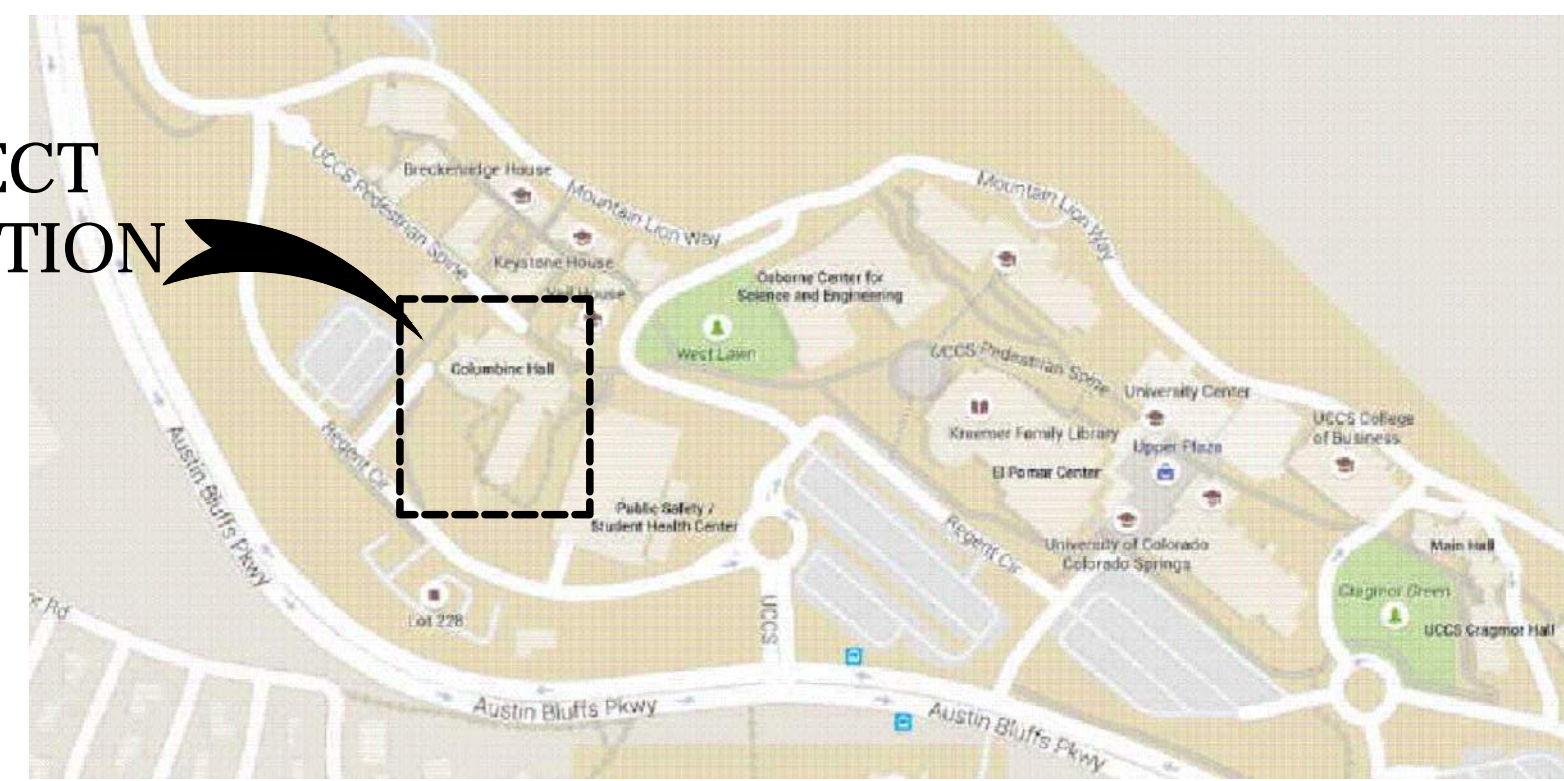 ECT
TION
Breckenridge House
UCCS Pedestrian Spine
Mountain Lion Way
Keystone House
Vail House
Columbine Hall
Osborne Center for
Science and Engineering
West Lawn
Mountain Lion Way
UCCS Pedestrian Spine
University Center
Kraemer Family Library
Upper Plaza
El Pomar Center
UCCS College
of Business
Regent Cir
Austin Bluffs Pkwy
Public Safety /
Student Health Center
Regent Cir
University of Colorado
Colorado Springs
Main Hall
Cragmor Green
UCCS Cragmor Hall
Lot 228
UCCS
Rd
Austin Bluffs Pkwy
Austin Bluffs Pkwy